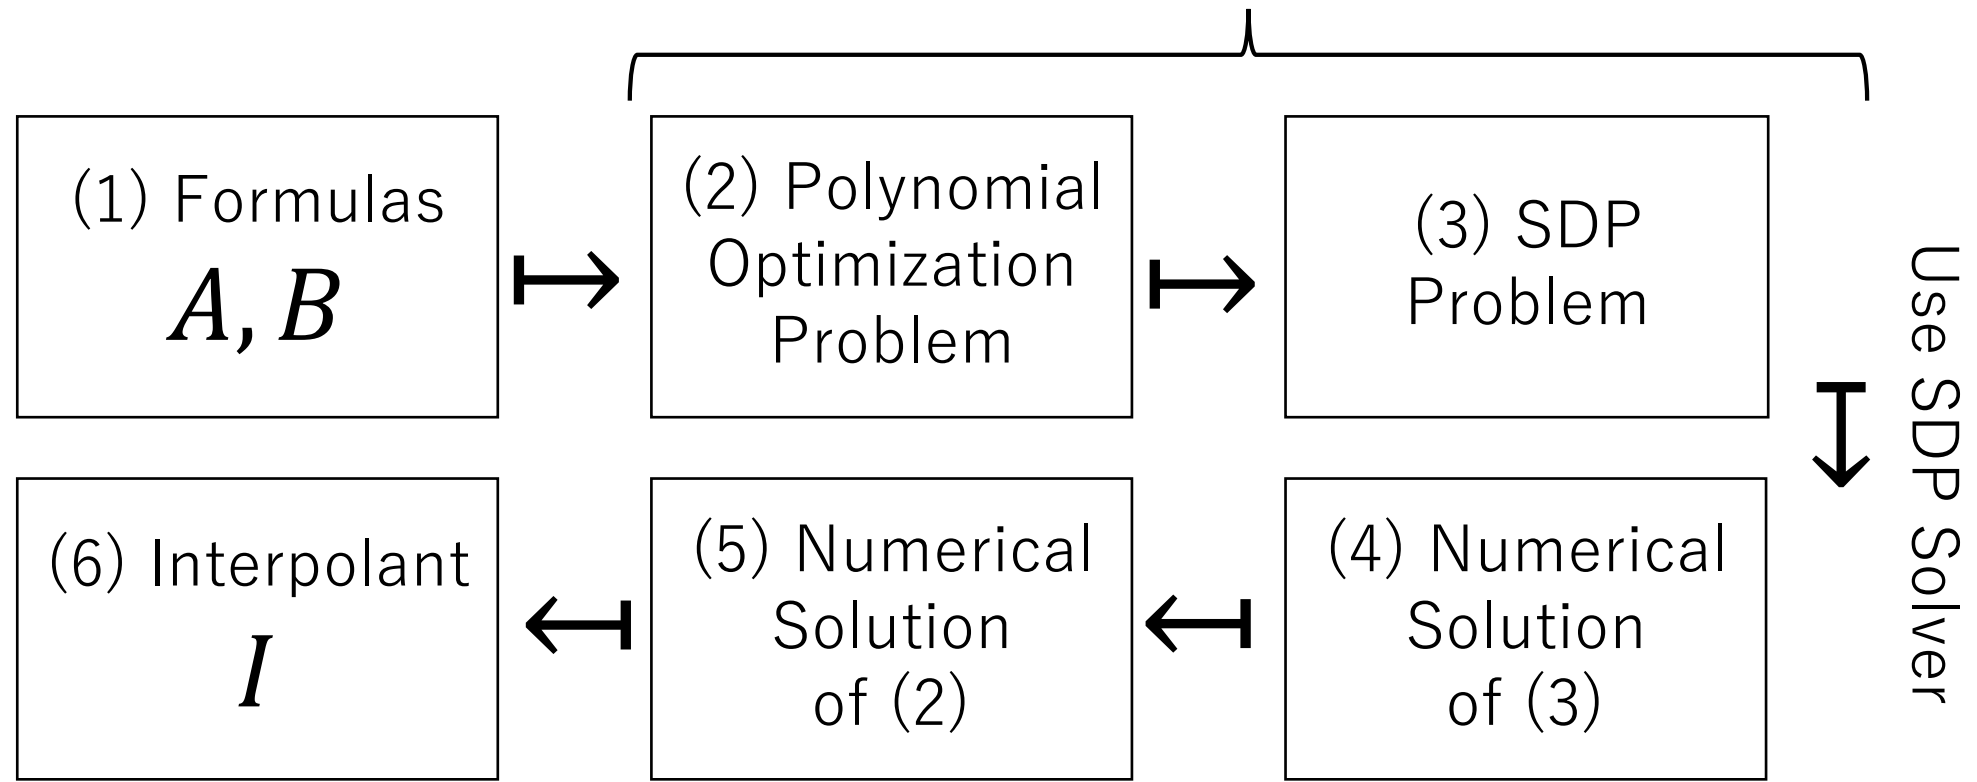 (1) Formulas
A, B
(2) Polynomial
Optimization
Problem
(3) SDP
Problem
Use SDP Solver
(4) Numerical
Solution
of (3)
(5) Numerical
Solution
of (2)
(6) Interpolant
I